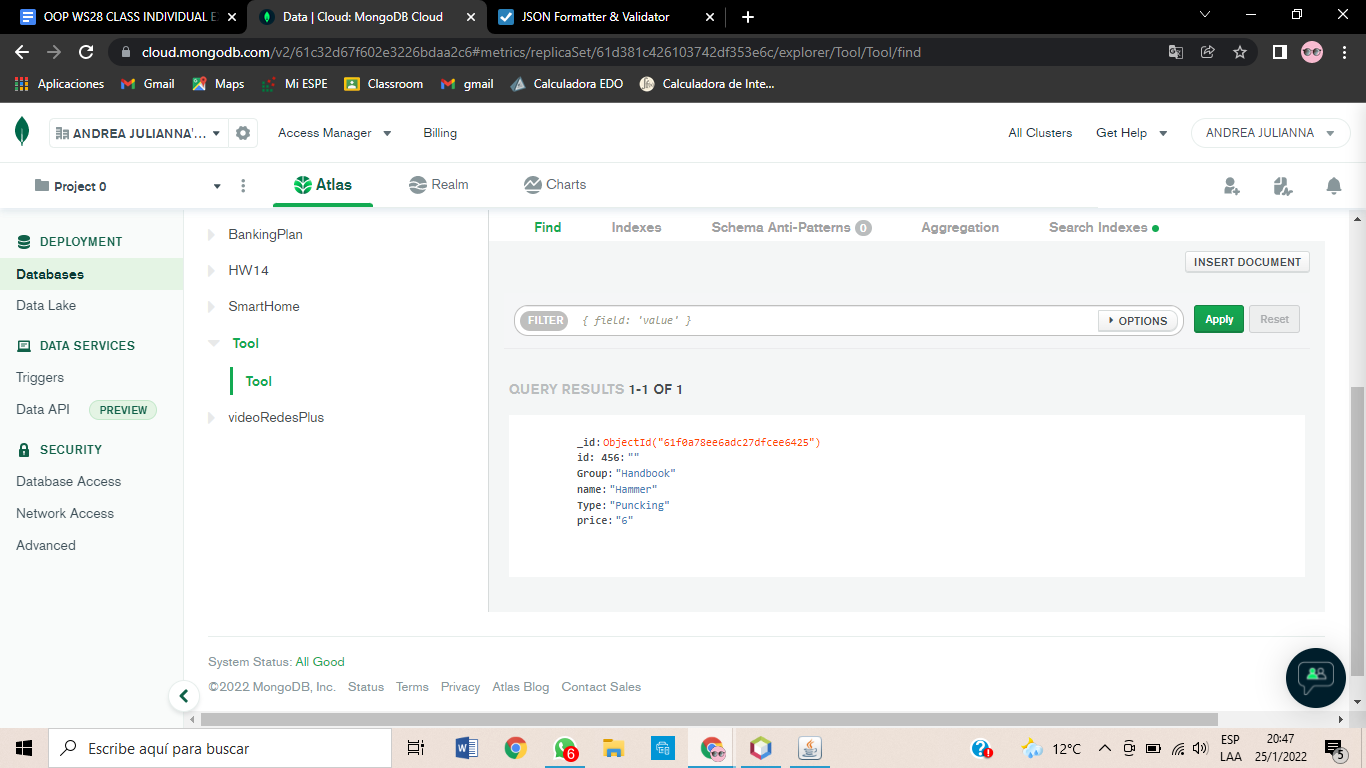 OOP WS28 CLASS INDIVIDUAL E
Data | Cloud: MongoDB Cloud
JSON Formatter & Validator
cloud.mongodb.com/v2/61c32d67f602e3226bdaa2c6#metrics/replicaSet/61d381c426103742df353e6c/explorer/Tool/Tool/find
Aplicaciones
Gmail
Maps
Mi ESPE
Classroom
gmail
Calculadora EDO
Calculadora de Inte...
ANDREA JULIANNA'...
Access Manager
Billing
All Clusters
Get Help
ANDREA JULIANNA
Project 0
Atlas
Realm
Charts
DEPLOYMENT
Databases
Data Lake
DATA SERVICES
Triggers
Data API PREVIEW
SECURITY
Database Access
Network Access
Advanced
BankingPlan
HW14
SmartHome
Tool
Tool
videoRedesPlus
Find
Indexes
Schema Anti-Patterns 0
Aggregation
Search Indexes
INSERT DOCUMENT
FILTER { field: 'value' }
OPTIONS
Apply
Reset
QUERY RESULTS 1-1 OF 1
_id: ObjectId("61f0a78ee6adc27dfcee6425")
id: 456: ""
Group: "Handbook"
name: "Hammer"
Type: "Puncking"
price: "6"
System Status: All Good
©2022 MongoDB, Inc. Status Terms Privacy Atlas Blog Contact Sales
Escribe aquí para buscar
6
12°C
ESP
LAA
20:47
25/1/2022
5